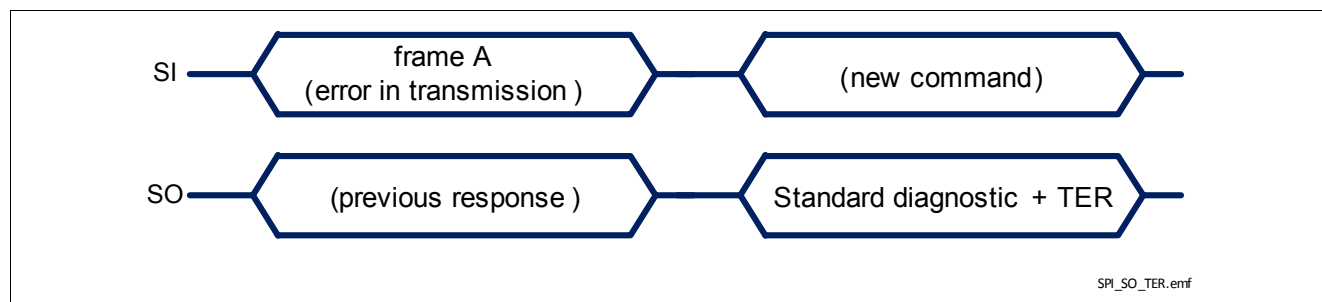 SI
frame A
(error in transmission )
(new command)
SO
(previous response )
Standard diagnostic + TER
SPI_SO_TER.emf